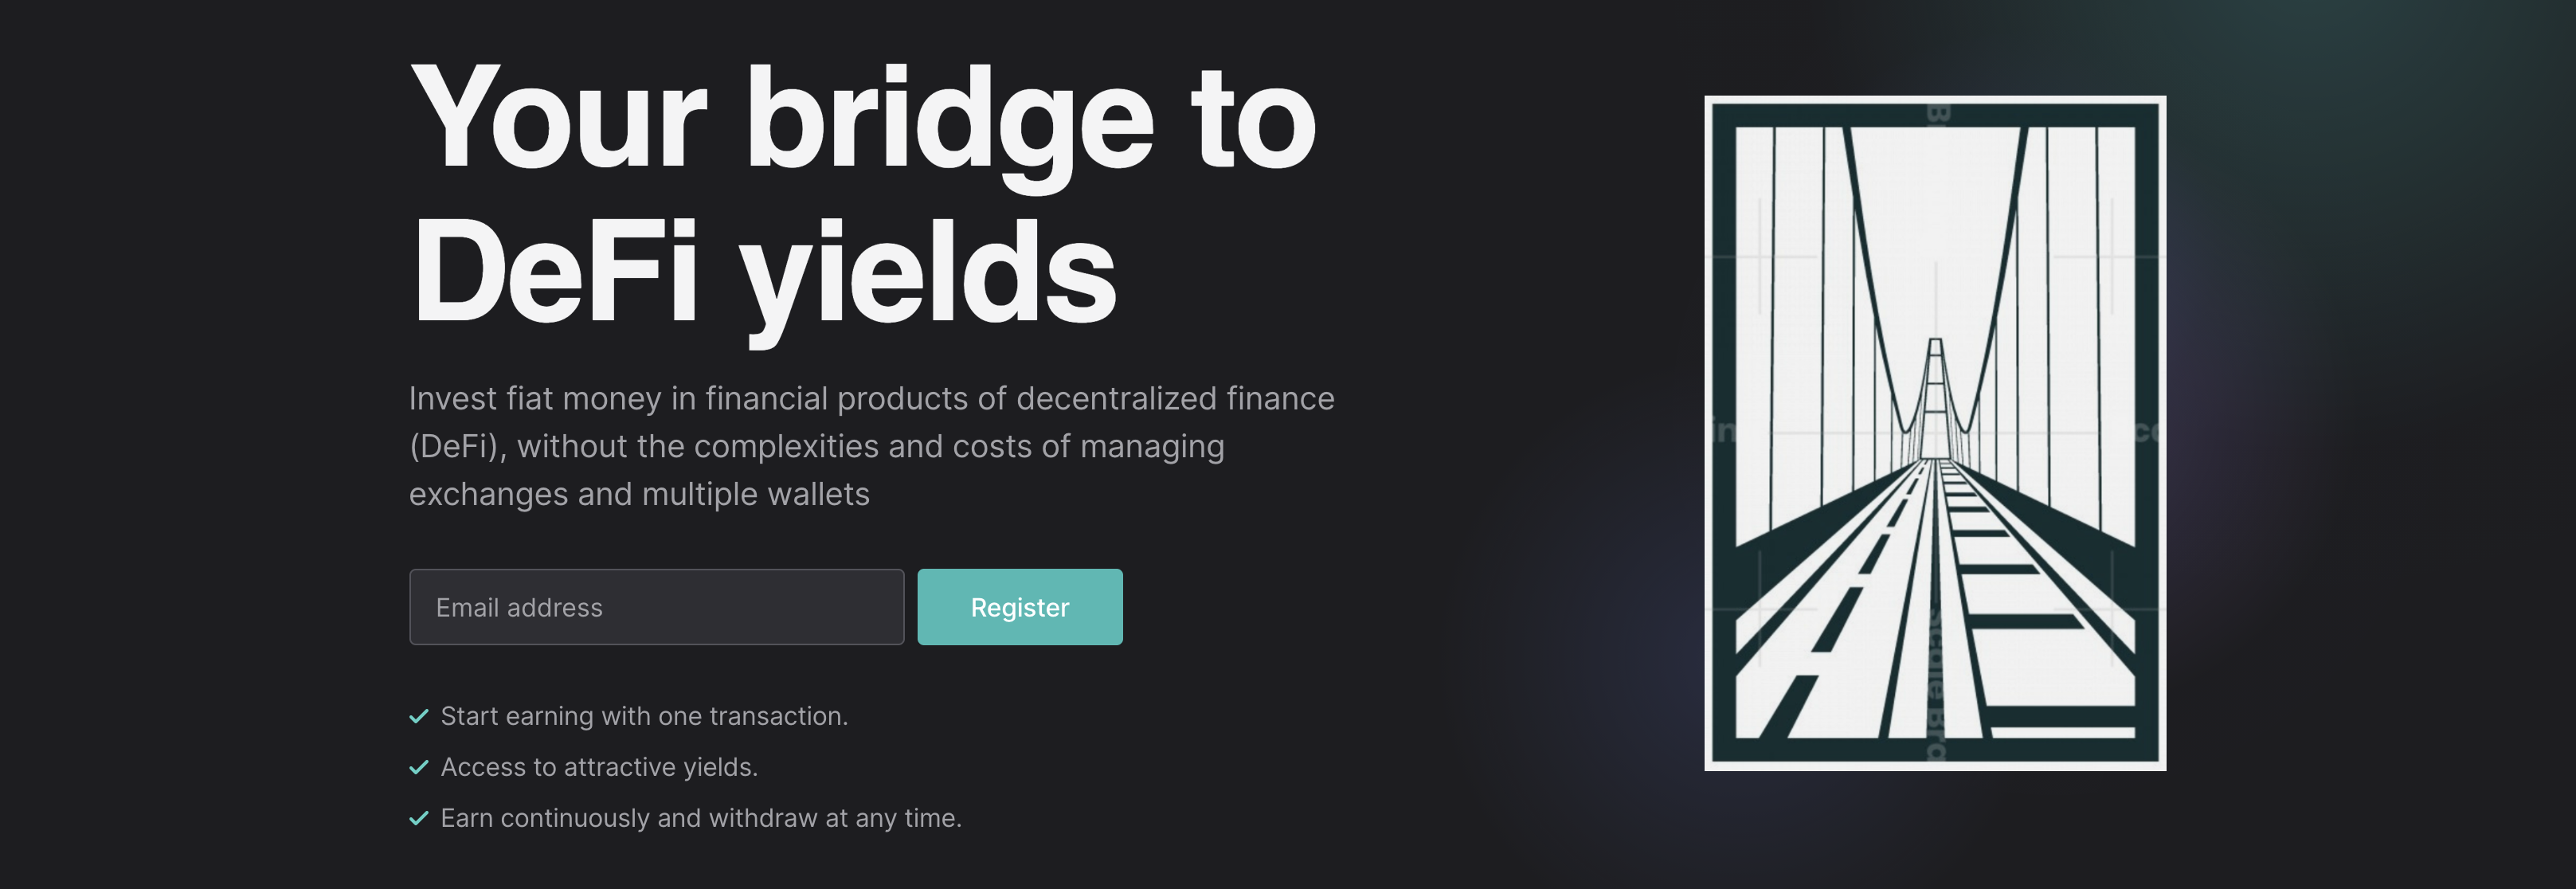 Your bridge to
DeFi yields
Invest fiat money in financial products of decentralized finance
(DeFi), without the complexities and costs of managing
exchanges and multiple wallets
Email address
Register
Start earning with one transaction.
Access to attractive yields.
Earn continuously and withdraw at any time.